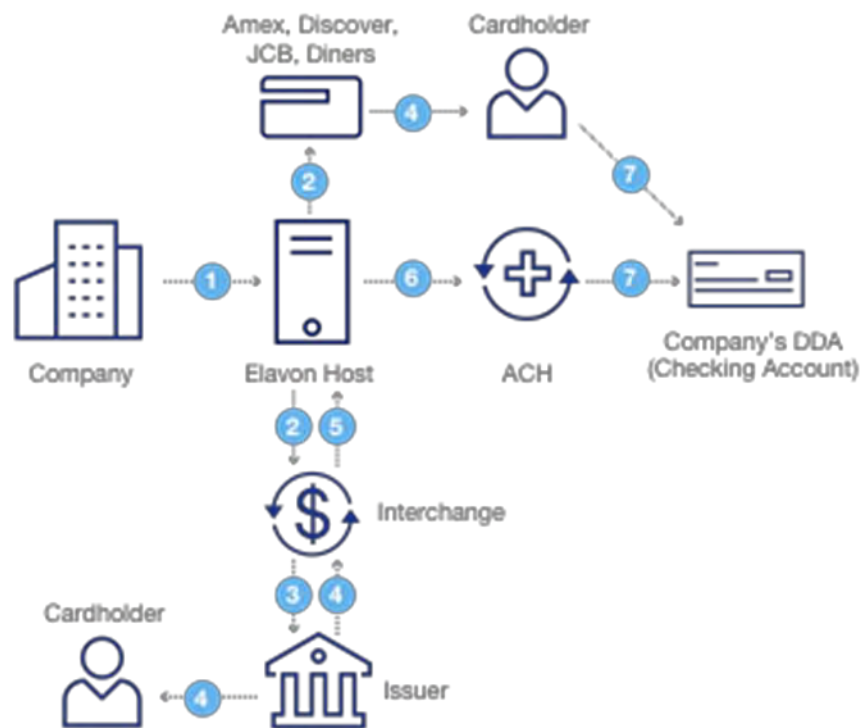 Amex, Discover,
JCB, Diners
Cardholder
4
2
7
1
6
7
Company
Elavon Host
ACH
Company's DDA
(Checking Account)
2
5
$
Interchange
3
4
Cardholder
4
Issuer